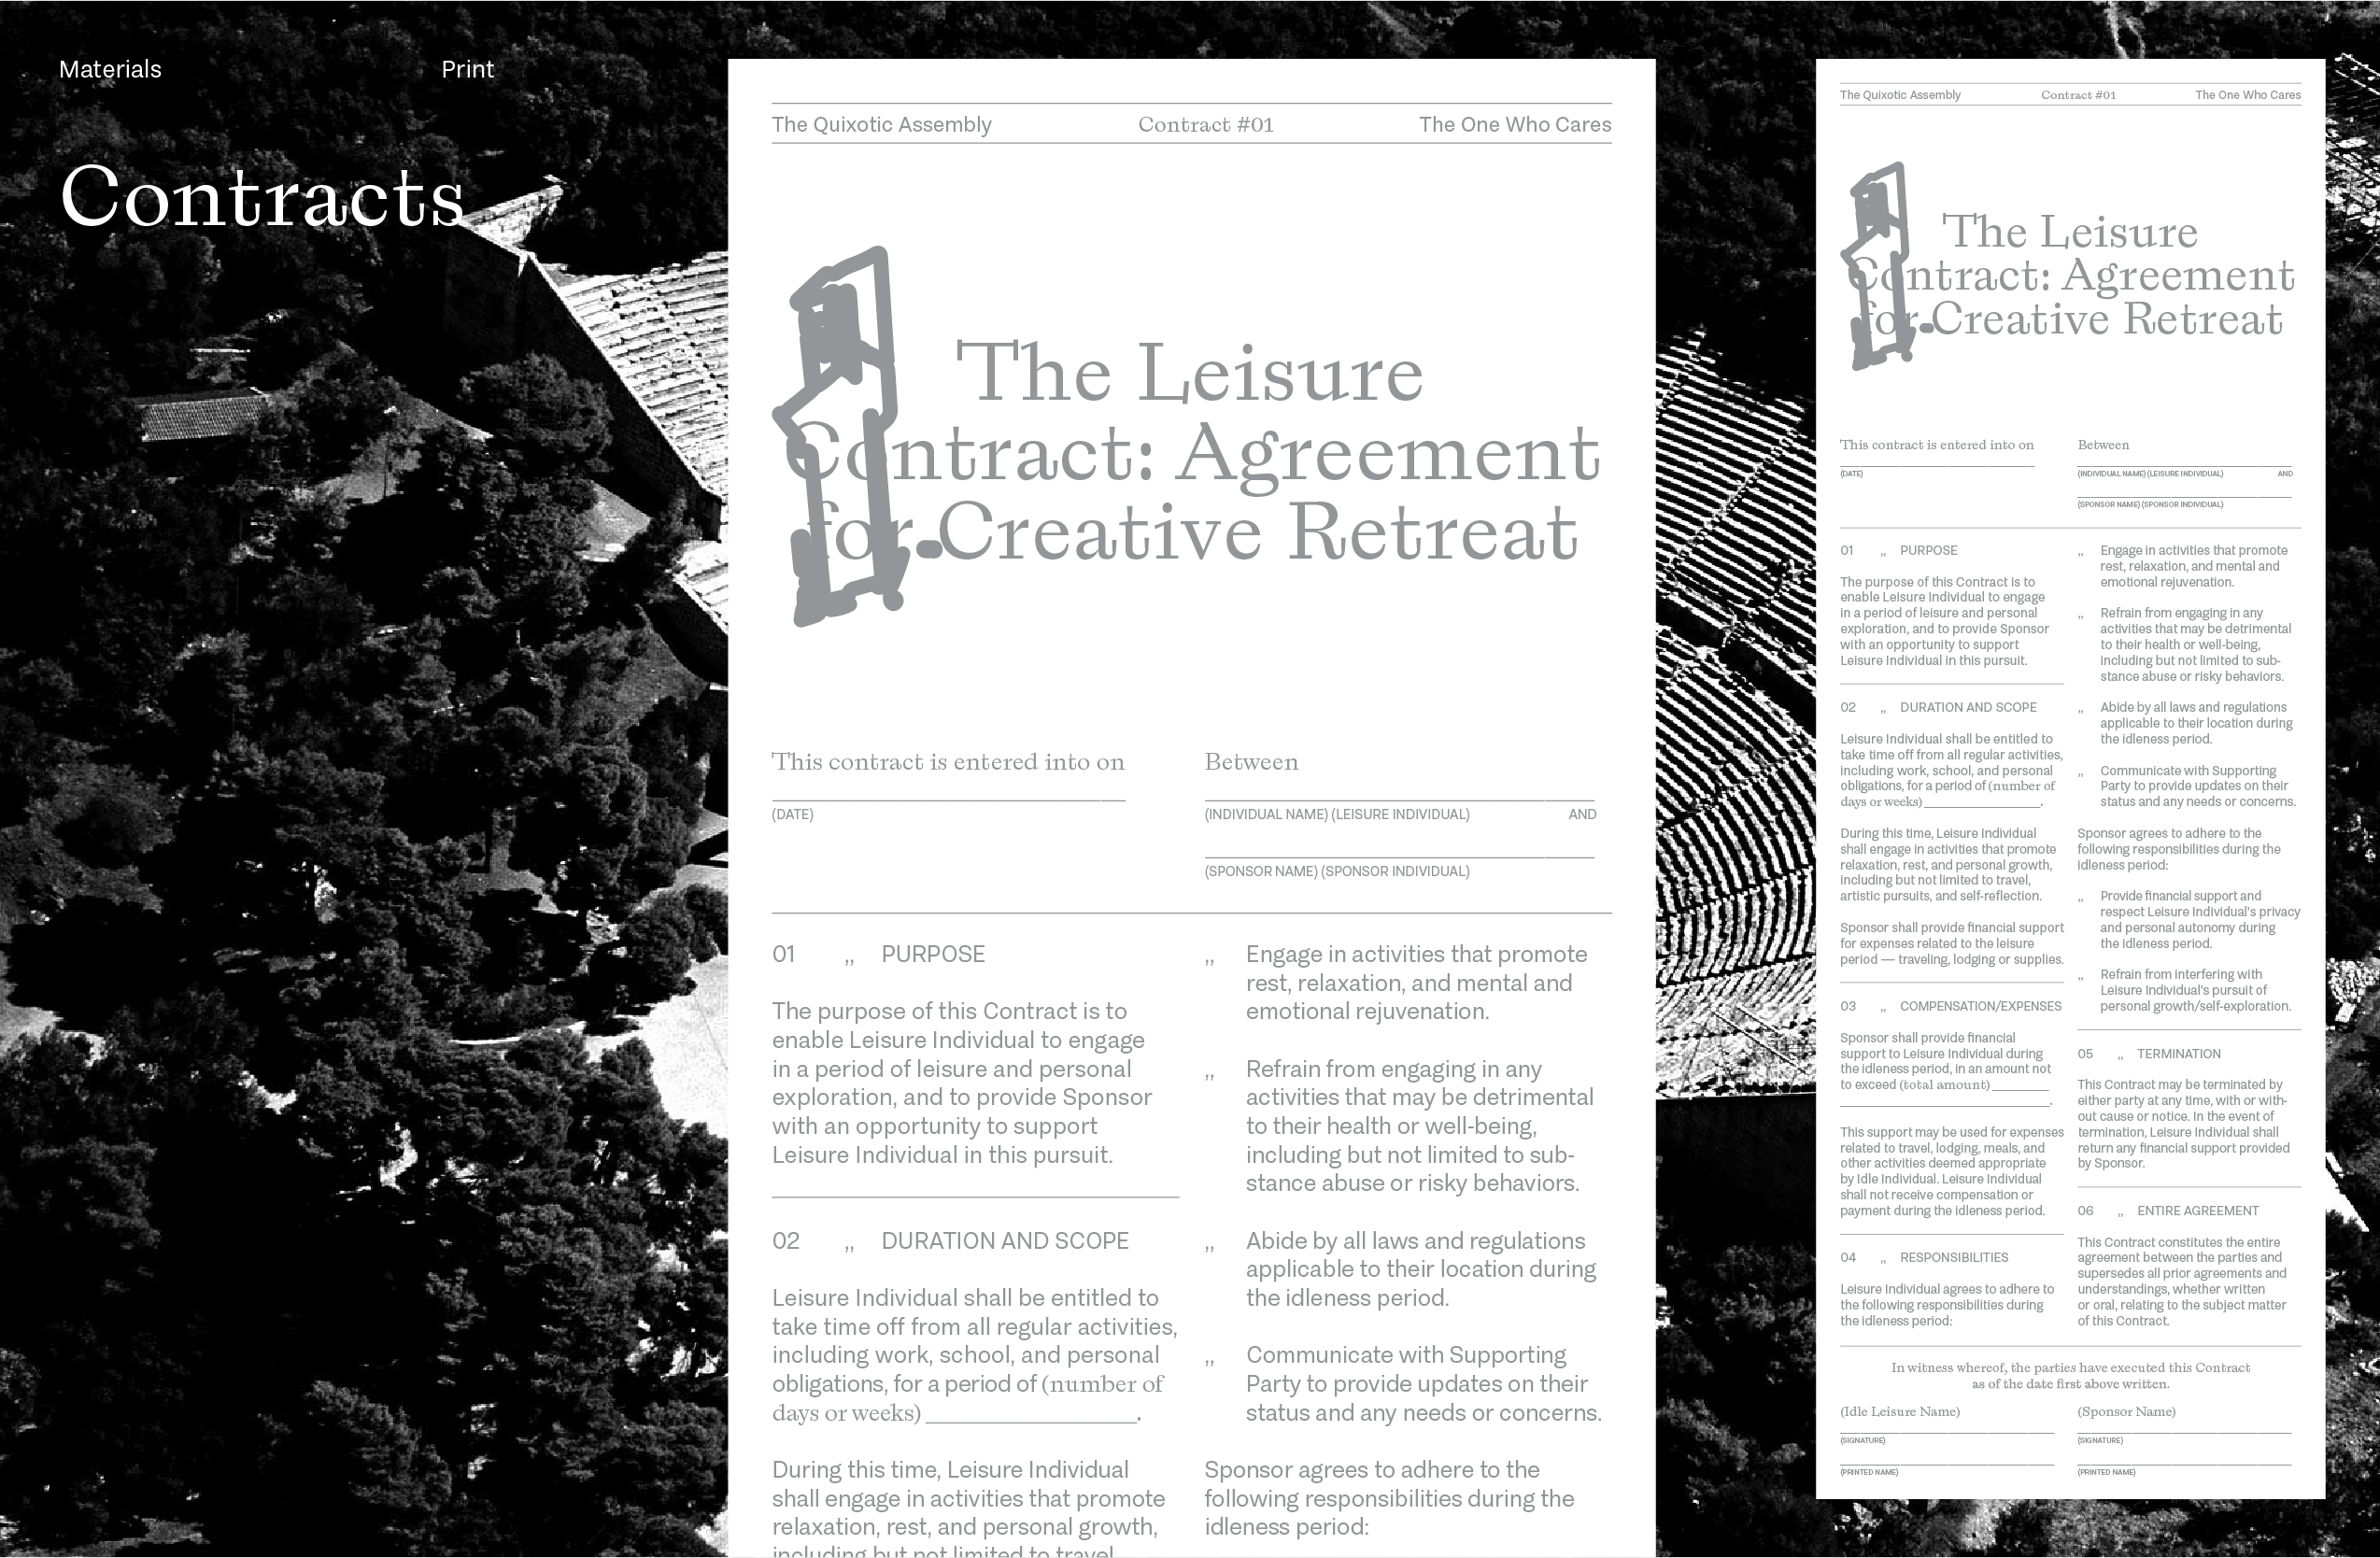 Materials
Print
Contracts
The Quixotic Assembly
Contract #01
The One Who Cares
The Leisure
Contract: Agreement
for Creative Retreat
This contract is entered into on
(DATE)
Between
(INDIVIDUAL NAME) (LEISURE INDIVIDUAL) AND
(SPONSOR NAME) (SPONSOR INDIVIDUAL)
01 ,, PURPOSE
The purpose of this Contract is to
enable Leisure Individual to engage
in a period of leisure and personal
exploration, and to provide Sponsor
with an opportunity to support
Leisure Individual in this pursuit.
02 ,, DURATION AND SCOPE
Leisure Individual shall be entitled to
take time off from all regular activities,
including work, school, and personal
obligations, for a period of (number of
days or weeks) ________________.
During this time, Leisure Individual
shall engage in activities that promote
relaxation, rest, and personal growth,
including but not limited to travel,
,, Engage in activities that promote
rest, relaxation, and mental and
emotional rejuvenation.
,, Refrain from engaging in any
activities that may be detrimental
to their health or well-being,
including but not limited to sub-
stance abuse or risky behaviors.
,, Abide by all laws and regulations
applicable to their location during
the idleness period.
,, Communicate with Supporting
Party to provide updates on their
status and any needs or concerns.
Sponsor agrees to adhere to the
following responsibilities during the
idleness period:
The Quixotic Assembly
Contract #01
The One Who Cares
The Leisure
Contract: Agreement
for Creative Retreat
This contract is entered into on
(DATE)
Between
(INDIVIDUAL NAME) (LEISURE INDIVIDUAL) AND
(SPONSOR NAME) (SPONSOR INDIVIDUAL)
01 ,, PURPOSE
The purpose of this Contract is to
enable Leisure Individual to engage
in a period of leisure and personal
exploration, and to provide Sponsor
with an opportunity to support
Leisure Individual in this pursuit.
02 ,, DURATION AND SCOPE
Leisure Individual shall be entitled to
take time off from all regular activities,
including work, school, and personal
obligations, for a period of (number of
days or weeks) ________________.
During this time, Leisure Individual
shall engage in activities that promote
relaxation, rest, and personal growth,
including but not limited to travel,
artistic pursuits, and self-reflection.
Sponsor shall provide financial support
for expenses related to the leisure
period — traveling, lodging or supplies.
03 ,, COMPENSATION/EXPENSES
Sponsor shall provide financial
support to Leisure Individual during
the idleness period, in an amount not
to exceed (total amount) ________
______________________________.
This support may be used for expenses
related to travel, lodging, meals, and
other activities deemed appropriate
by Idle Individual. Leisure Individual
shall not receive compensation or
payment during the idleness period.
04 ,, RESPONSIBILITIES
Leisure Individual agrees to adhere to
the following responsibilities during
the idleness period:
,, Engage in activities that promote
rest, relaxation, and mental and
emotional rejuvenation.
,, Refrain from engaging in any
activities that may be detrimental
to their health or well-being,
including but not limited to sub-
stance abuse or risky behaviors.
,, Abide by all laws and regulations
applicable to their location during
the idleness period.
,, Communicate with Supporting
Party to provide updates on their
status and any needs or concerns.
Sponsor agrees to adhere to the
following responsibilities during the
idleness period:
,, Provide financial support and
respect Leisure Individual's privacy
and personal autonomy during
the idleness period.
,, Refrain from interfering with
Leisure Individual's pursuit of
personal growth/self-exploration.
05 ,, TERMINATION
This Contract may be terminated by
either party at any time, with or with-
out cause or notice. In the event of
termination, Leisure Individual shall
return any financial support provided
by Sponsor.
06 ,, ENTIRE AGREEMENT
This Contract constitutes the entire
agreement between the parties and
supersedes all prior agreements and
understandings, whether written
or oral, relating to the subject matter
of this Contract.
In witness whereof, the parties have executed this Contract
as of the date first above written.
(Idle Leisure Name)
(SIGNATURE)
(PRINTED NAME)
(Sponsor Name)
(SIGNATURE)
(PRINTED NAME)